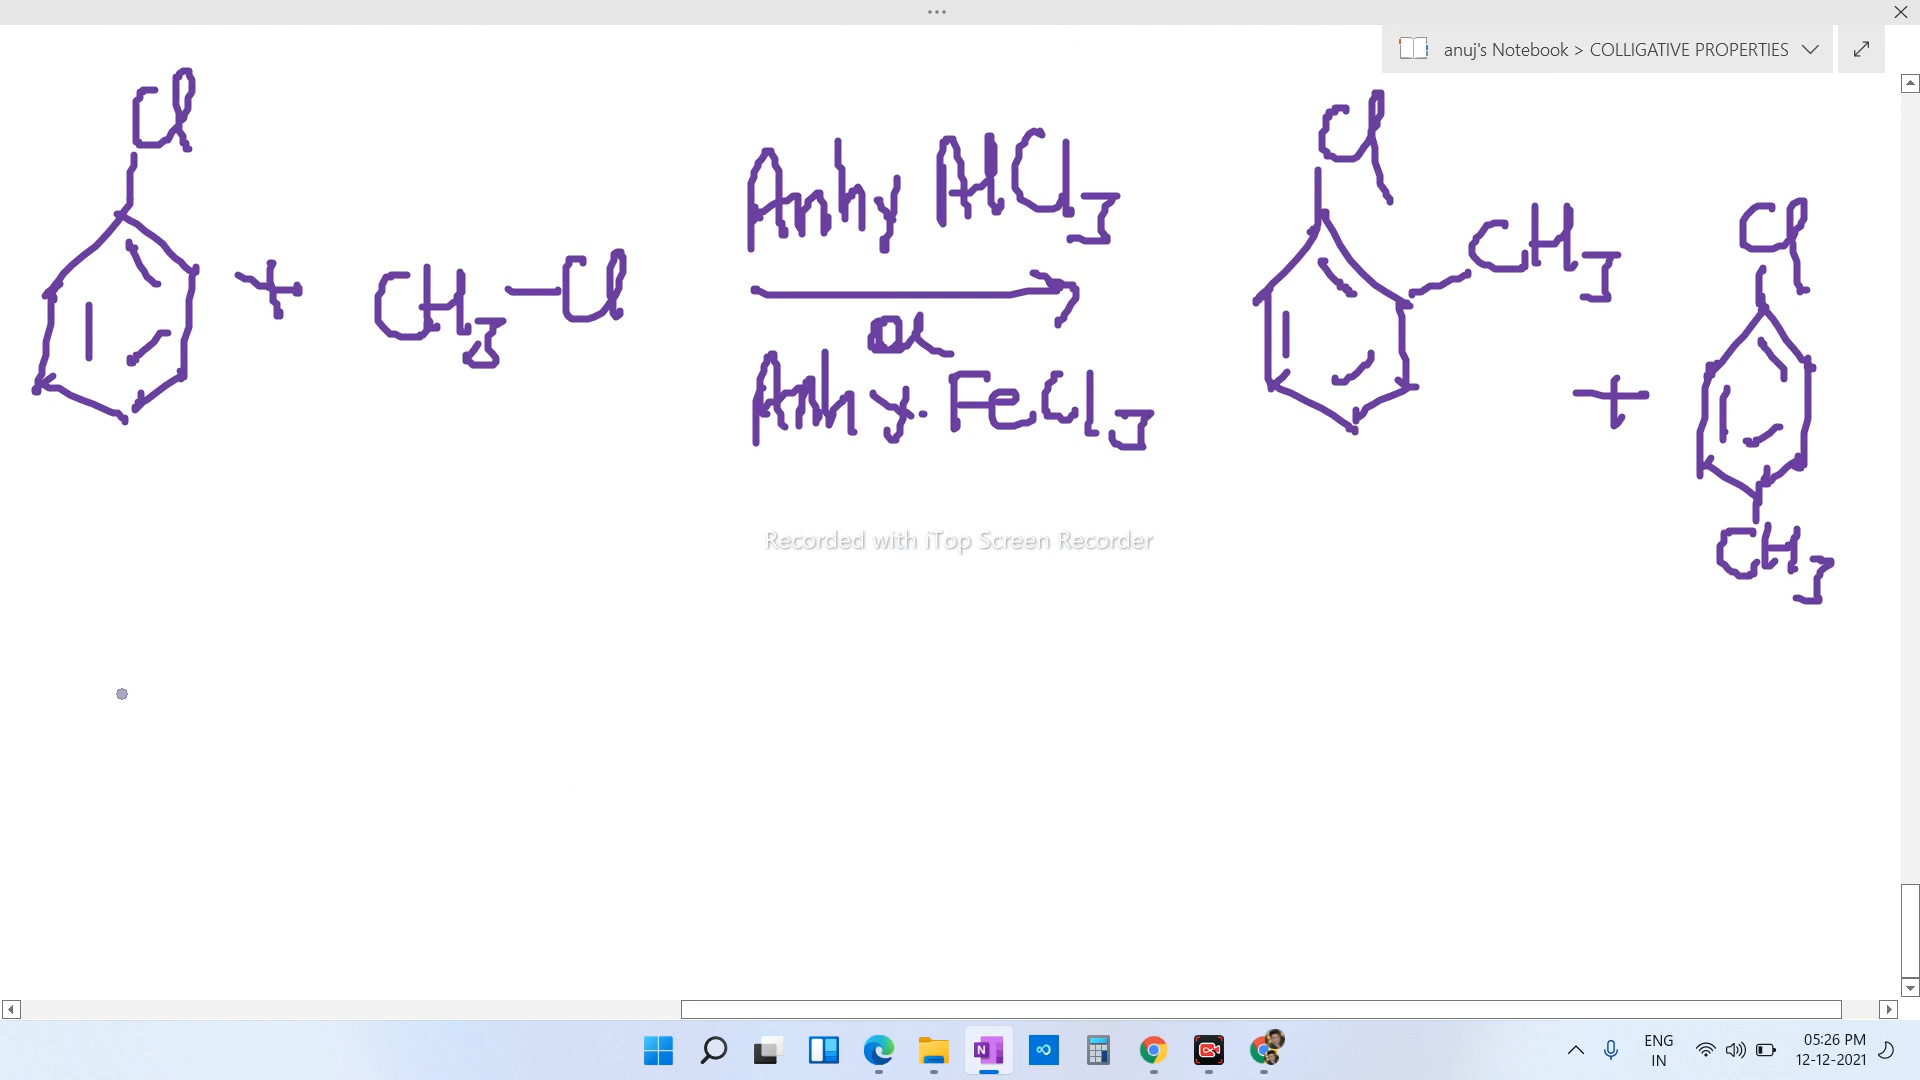 anuj's Notebook > COLLIGATIVE PROPERTIES
Cl
+ CH3-Cl
Anhy AlCl3
or
Anhy. FeCl3
Cl
CH3
+
Cl
CH3
Recorded with iTop Screen Recorder
ENG
IN
05:26 PM
12-12-2021